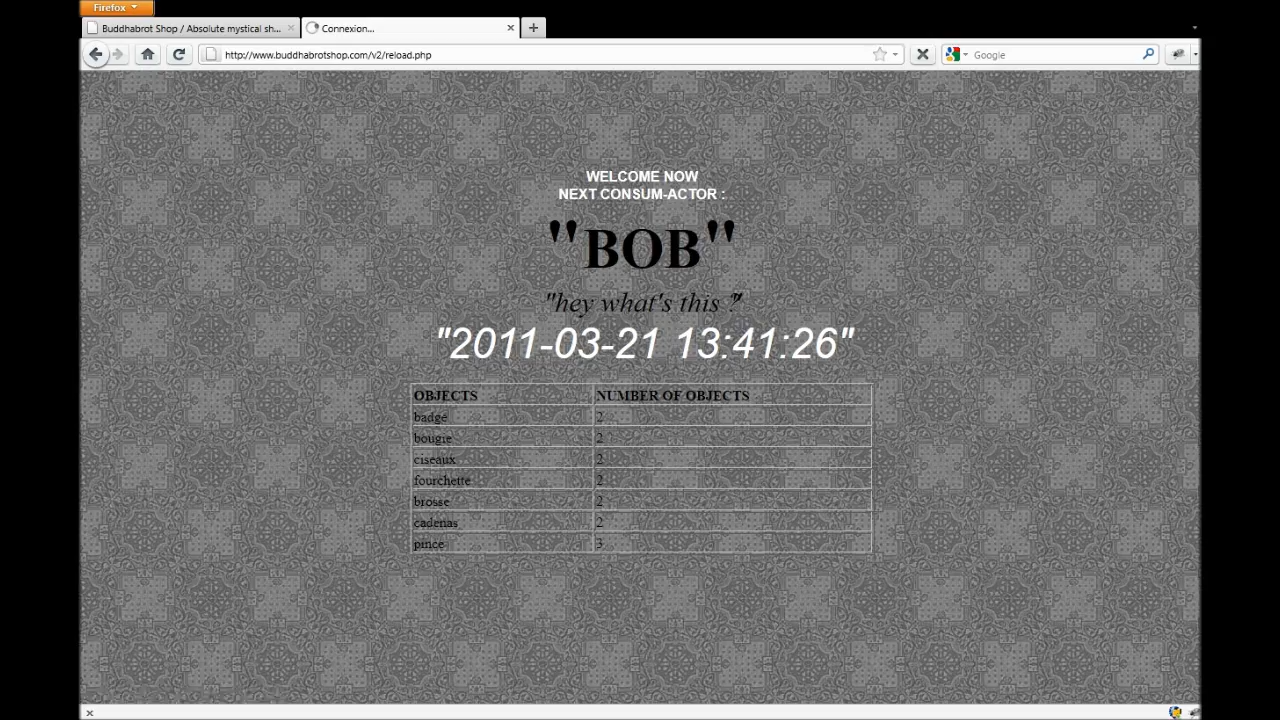 Firefox
Buddhabrot Shop / Absolute mystical sh...
Connexion...
http://www.buddhabrotshop.com/v2/reload.php
Google
WELCOME NOW
NEXT CONSUM-ACTOR :
"BOB"
"hey what's this ?"
"2011-03-21 13:41:26"
OBJECTS NUMBER OF OBJECTS
badge 2
bougie 2
ciseaux 2
fourchette 2
brosse 2
cadenas 2
pince 3